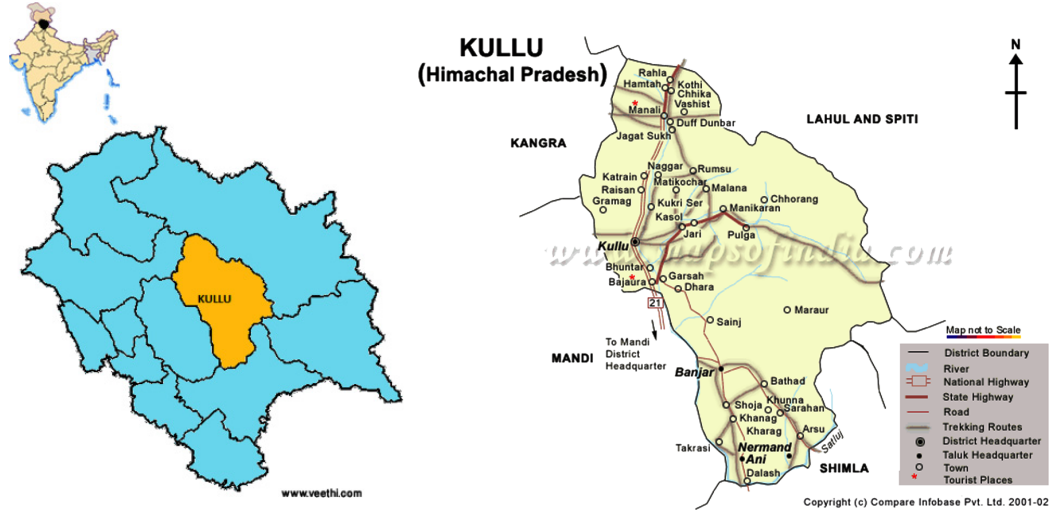 KULLU
www.veethi.com
KULLU
(Himachal Pradesh)
N
KANGRA
LAHUL AND SPITI
MANDI
SHIMLA
Rahla
Hamtah
Kothi
Chhika
Vashist
Manali
Duff Dunbar
Jagat Sukh
Naggar
Rumsu
Katrain
Matikochar
Raisan
Malana
Gramag
Kukri Ser
Chhorang
Kasol
Manikaran
Jari
Pulga
Kullu
www.mapsofindia.com
Bhuntar
Garsah
Bajaura
Dhara
21
Maraur
Sainj
To Mandi
District
Headquarter
Banjar
Bathad
Shoja
Khunna
Sarahan
Khanag
Kharag
Arsu
Takrasi
Nermand
Ani
Satluj
Dalash
Map not to Scale
District Boundary
River
National Highway
State Highway
Road
Trekking Routes
District Headquarter
Taluk Headquarter
Town
Tourist Places
Copyright (c) Compare Infobase Pvt. Ltd. 2001-02